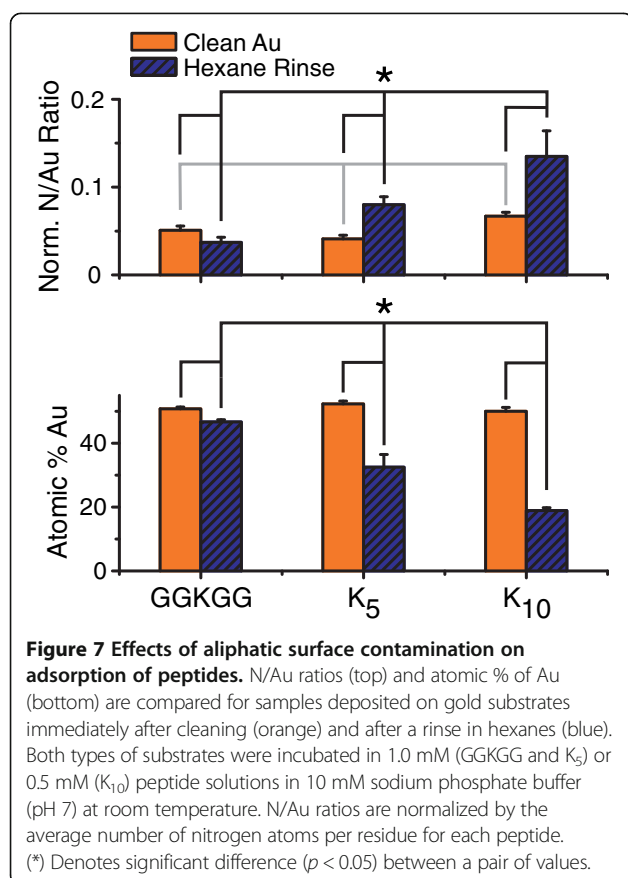 Clean Au
Hexane Rinse
*
0.2
0.1
0
Norm. N/Au Ratio
*
40
20
0
Atomic % Au
GGKGG K5 K10
Figure 7 Effects of aliphatic surface contamination on
adsorption of peptides. N/Au ratios (top) and atomic % of Au
(bottom) are compared for samples deposited on gold substrates
immediately after cleaning (orange) and after a rinse in hexanes (blue).
Both types of substrates were incubated in 1.0 mM (GGKGG and K5) or
0.5 mM (K10) peptide solutions in 10 mM sodium phosphate buffer
(pH 7) at room temperature. N/Au ratios are normalized by the
average number of nitrogen atoms per residue for each peptide.
(*) Denotes significant difference (p < 0.05) between a pair of values.